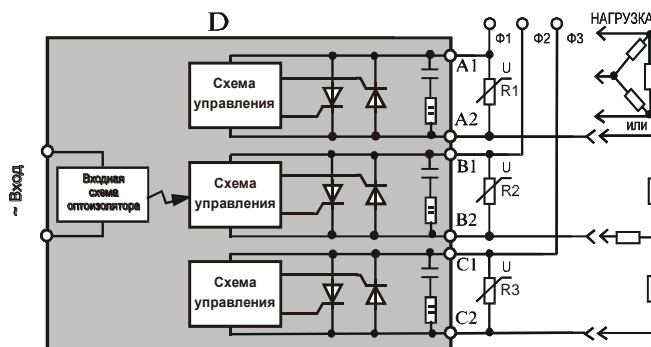 D
НАГРУЗКА
Ф1 Ф2 Ф3
A1
Схема
управления
U
R1
A2
или
~ Вход
Входная
схема
оптоизолятора
B1
Схема
управления
U
R2
B2
C1
Схема
управления
U
R3
C2